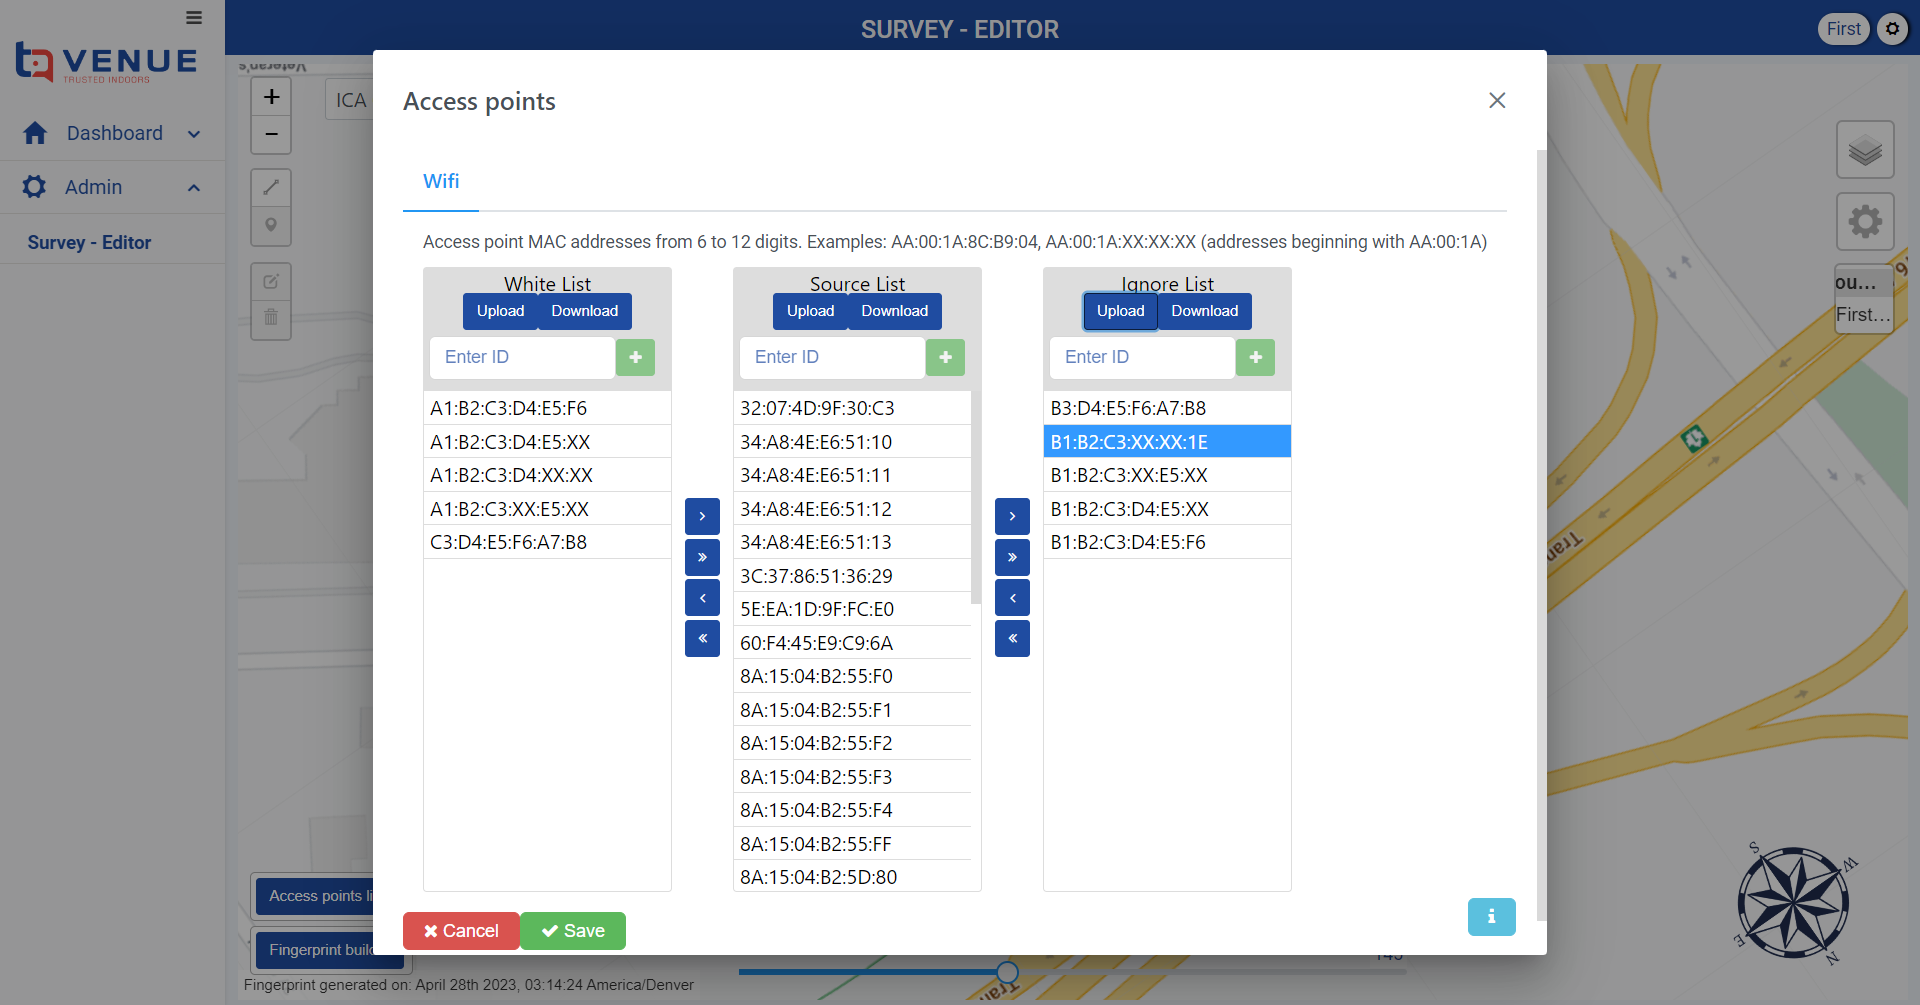 SURVEY - EDITOR
First
VENUE
TRUSTED INDOORS
Dashboard
Admin
Survey - Editor
Veteran's
+
−
ICA
Access points
Wifi
Access point MAC addresses from 6 to 12 digits. Examples: AA:00:1A:8C:B9:04, AA:00:1A:XX:XX:XX (addresses beginning with AA:00:1A)
White List
Upload
Download
Enter ID
A1:B2:C3:D4:E5:F6
A1:B2:C3:D4:E5:XX
A1:B2:C3:D4:XX:XX
A1:B2:C3:XX:E5:XX
C3:D4:E5:F6:A7:B8
Source List
Upload
Download
Enter ID
32:07:4D:9F:30:C3
34:A8:4E:E6:51:10
34:A8:4E:E6:51:11
34:A8:4E:E6:51:12
34:A8:4E:E6:51:13
3C:37:86:51:36:29
5E:EA:1D:9F:FC:E0
60:F4:45:E9:C9:6A
8A:15:04:B2:55:F0
8A:15:04:B2:55:F1
8A:15:04:B2:55:F2
8A:15:04:B2:55:F3
8A:15:04:B2:55:F4
8A:15:04:B2:55:FF
8A:15:04:B2:5D:80
Ignore List
Upload
Download
Enter ID
B3:D4:E5:F6:A7:B8
B1:B2:C3:XX:XX:1E
B1:B2:C3:XX:E5:XX
B1:B2:C3:D4:E5:XX
B1:B2:C3:D4:E5:F6
Cancel
Save
ou...
First...
Tran
S
W
E
N
Access points li
Fingerprint buil
Fingerprint generated on: April 28th 2023, 03:14:24 America/Denver
Tra